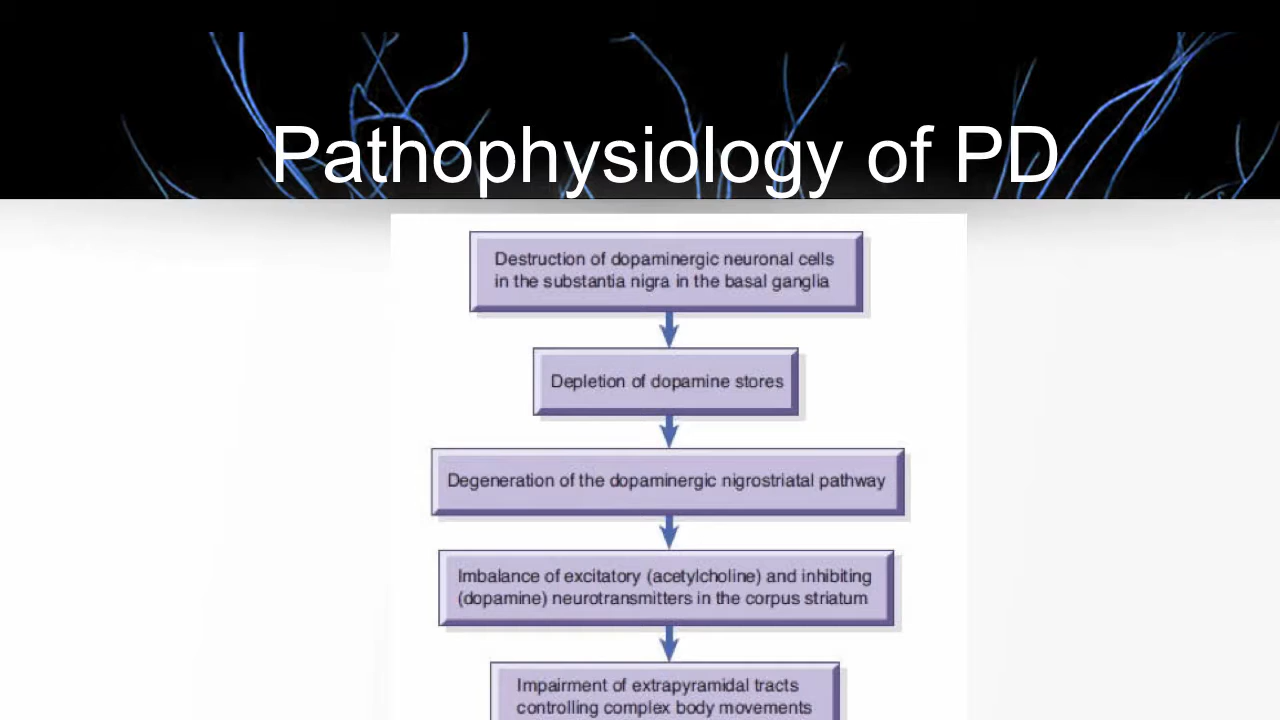 Pathophysiology of PD
Destruction of dopaminergic neuronal cells
in the substantia nigra in the basal ganglia
Depletion of dopamine stores
Degeneration of the dopaminergic nigrostriatal pathway
Imbalance of excitatory (acetylcholine) and inhibiting
(dopamine) neurotransmitters in the corpus striatum
Impairment of extrapyramidal tracts
controlling complex body movements